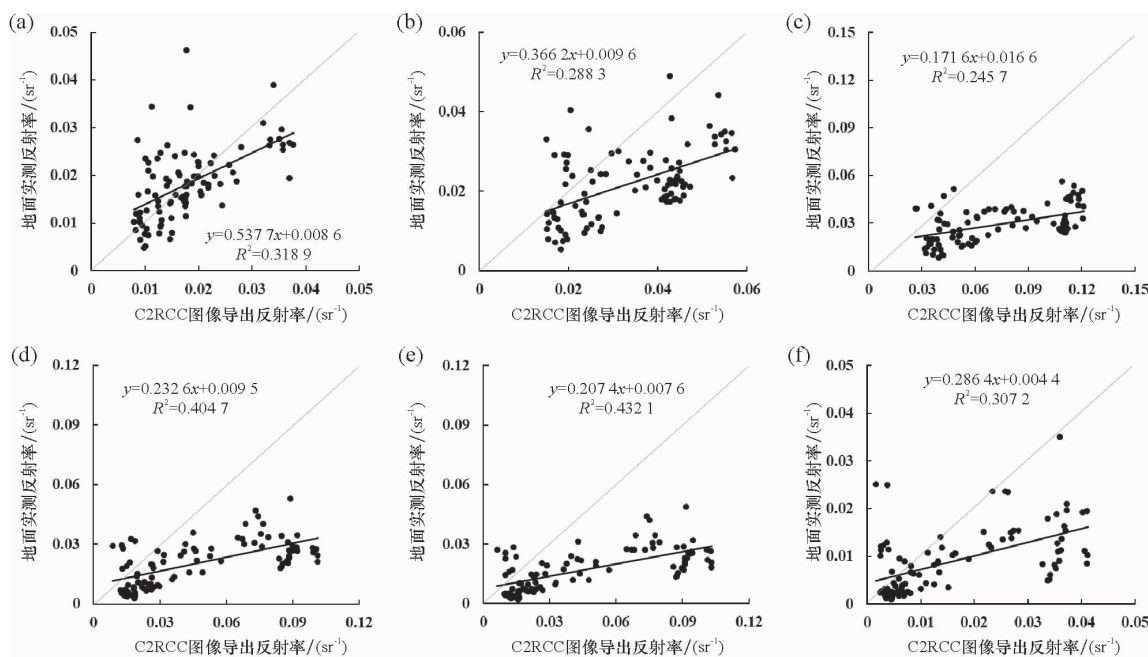 (a)
地面实测反射率/(sr⁻¹)
0.05
0.04
0.03
0.02
0.01
0
y=0.537 7x+0.008 6
R²=0.318 9
0 0.01 0.02 0.03 0.04 0.05
C2RCC图像导出反射率/(sr⁻¹)
(b)
地面实测反射率/(sr⁻¹)
0.06
0.04
0.02
0
y=0.366 2x+0.009 6
R²=0.288 3
0 0.02 0.04 0.06
C2RCC图像导出反射率/(sr⁻¹)
(c)
地面实测反射率/(sr⁻¹)
0.15
0.12
0.09
0.06
0.03
0
y=0.171 6x+0.016 6
R²=0.245 7
0 0.03 0.06 0.09 0.12 0.15
C2RCC图像导出反射率/(sr⁻¹)
(d)
地面实测反射率/(sr⁻¹)
0.12
0.09
0.06
0.03
0
y=0.232 6x+0.009 5
R²=0.404 7
0 0.03 0.06 0.09 0.12
C2RCC图像导出反射率/(sr⁻¹)
(e)
地面实测反射率/(sr⁻¹)
0.12
0.09
0.06
0.03
0
y=0.207 4x+0.007 6
R²=0.432 1
0 0.03 0.06 0.09 0.12
C2RCC图像导出反射率/(sr⁻¹)
(f)
地面实测反射率/(sr⁻¹)
0.05
0.04
0.03
0.02
0.01
0
y=0.286 4x+0.004 4
R²=0.307 2
0 0.01 0.02 0.03 0.04 0.05
C2RCC图像导出反射率/(sr⁻¹)